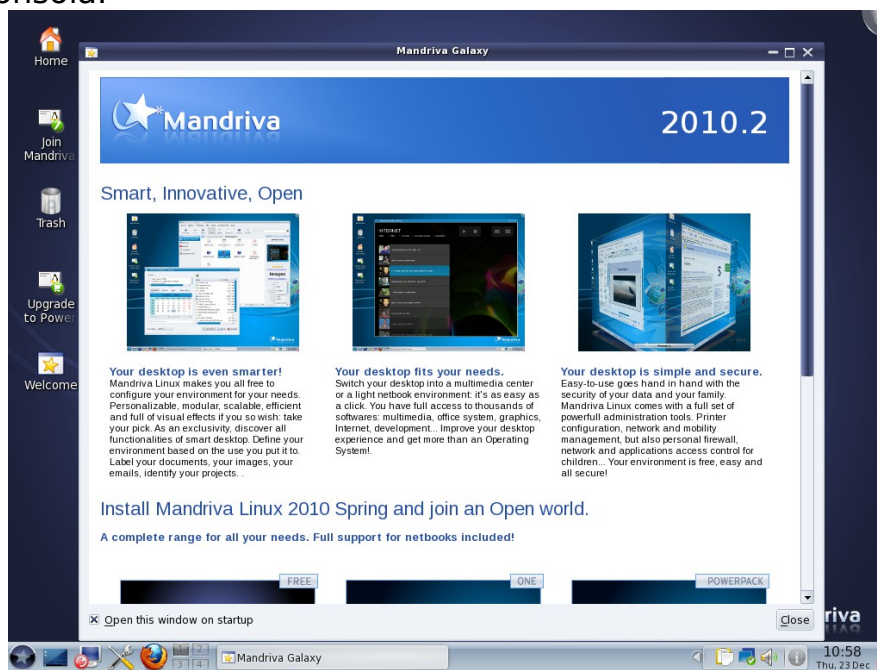 onsola.
Mandriva Galaxy
Home
Join
Mandriva
Trash
Upgrade
to Power
Welcome
Mandriva
2010.2
Smart, Innovative, Open
INTERNET
Your desktop is even smarter!
Mandriva Linux makes you all free to
configure your environment for your needs.
Personalizable, modular, scalable, efficient
and full of visual effects if you so wish: take
your pick. As an exclusivity, discover all
functionalities of smart desktop. Define your
environment based on the use you put it to.
Label your documents, your images, your
emails, identify your projects. .
Your desktop fits your needs.
Switch your desktop into a multimedia center
or a light netbook environment: it's as easy as
a click. You have full access to thousands of
softwares: multimedia, office system, graphics,
Internet, development... Improve your desktop
experience and get more than an Operating
System!.
Your desktop is simple and secure.
Easy-to-use goes hand in hand with the
security of your data and your family.
Mandriva Linux comes with a full set of
powerfull administration tools. Printer
configuration, network and mobility
management, but also personal firewall,
network and applications access control for
children... Your environment is free, easy and
all secure!
Install Mandriva Linux 2010 Spring and join an Open world.
A complete range for all your needs. Full support for netbooks included!
FREE
ONE
POWERPACK
Open this window on startup
Close
riva
1 2
3 4
Mandriva Galaxy
10:58
Thu, 23 Dec